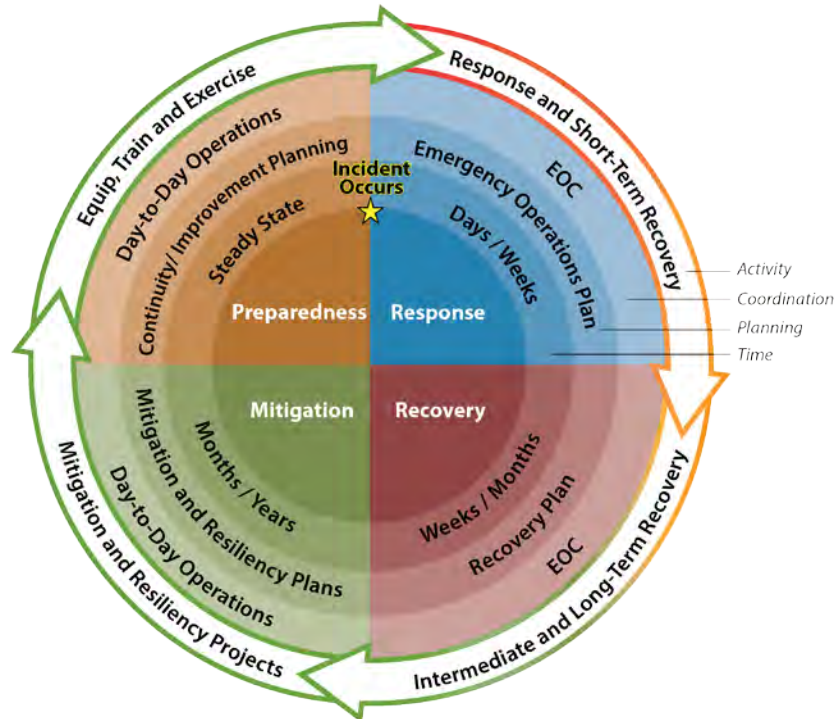 Equip, Train and Exercise
Response and Short-Term Recovery
Day-to-Day Operations
EOC
Continuity/ Improvement Planning
Emergency Operations Plan
Incident
Occurs
Steady State
Days / Weeks
Activity
Coordination
Planning
Time
Preparedness
Response
Mitigation
Recovery
Months / Years
Weeks / Months
Mitigation and Resiliency Plans
Recovery Plan
Day-to-Day Operations
EOC
Mitigation and Resiliency Projects
Intermediate and Long-Term Recovery